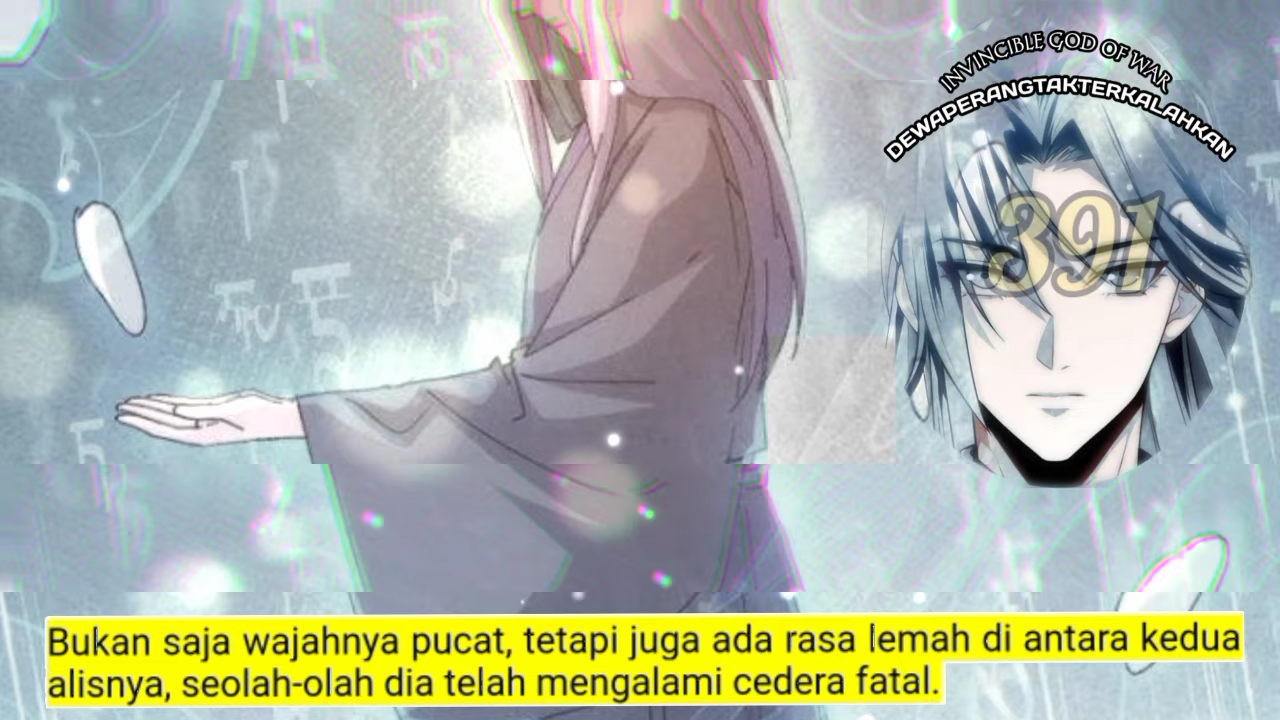 INVINCIBLE GOD OF WAR
DEWAPERANGTAKTERKALAHKAN
391
Bukan saja wajahnya pucat, tetapi juga ada rasa lemah di antara kedua
alisnya, seolah-olah dia telah mengalami cedera fatal.